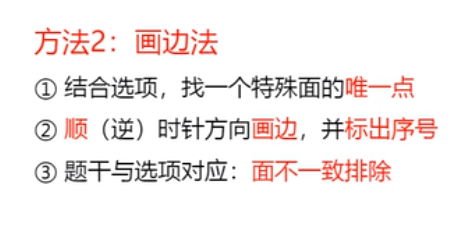 方法2：画边法
① 结合选项，找一个特殊面的唯一点
② 顺（逆）时针方向画边，并标出序号
③ 题干与选项对应：面不一致排除